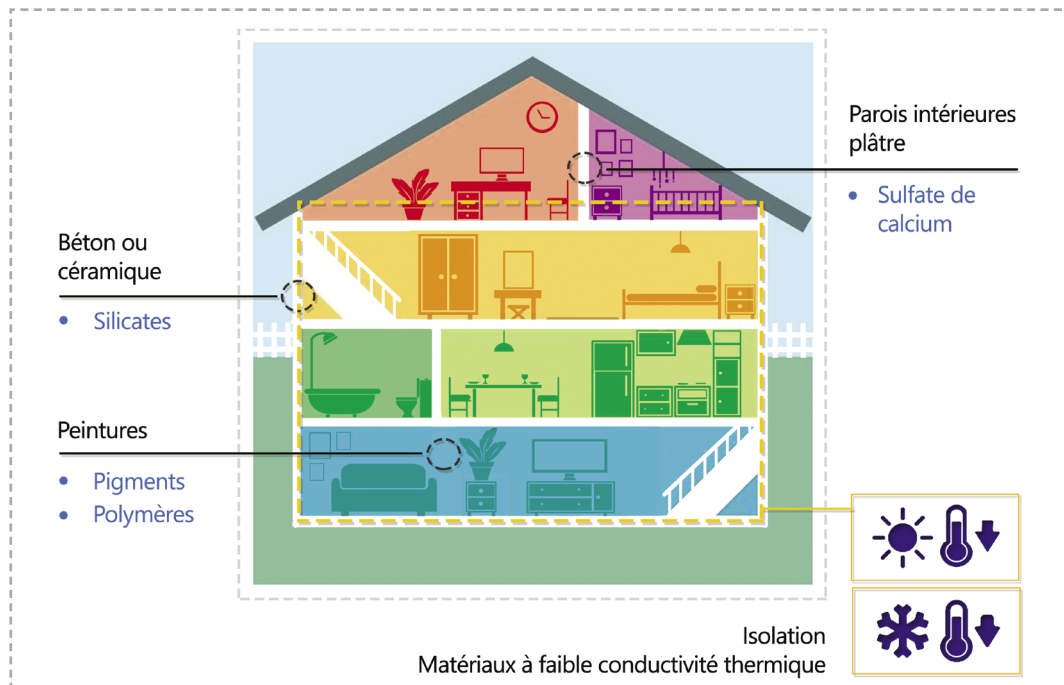 Parois intérieures
plâtre
• Sulfate de
calcium
Béton ou
céramique
• Silicates
Peintures
• Pigments
• Polymères
Isolation
Matériaux à faible conductivité thermique